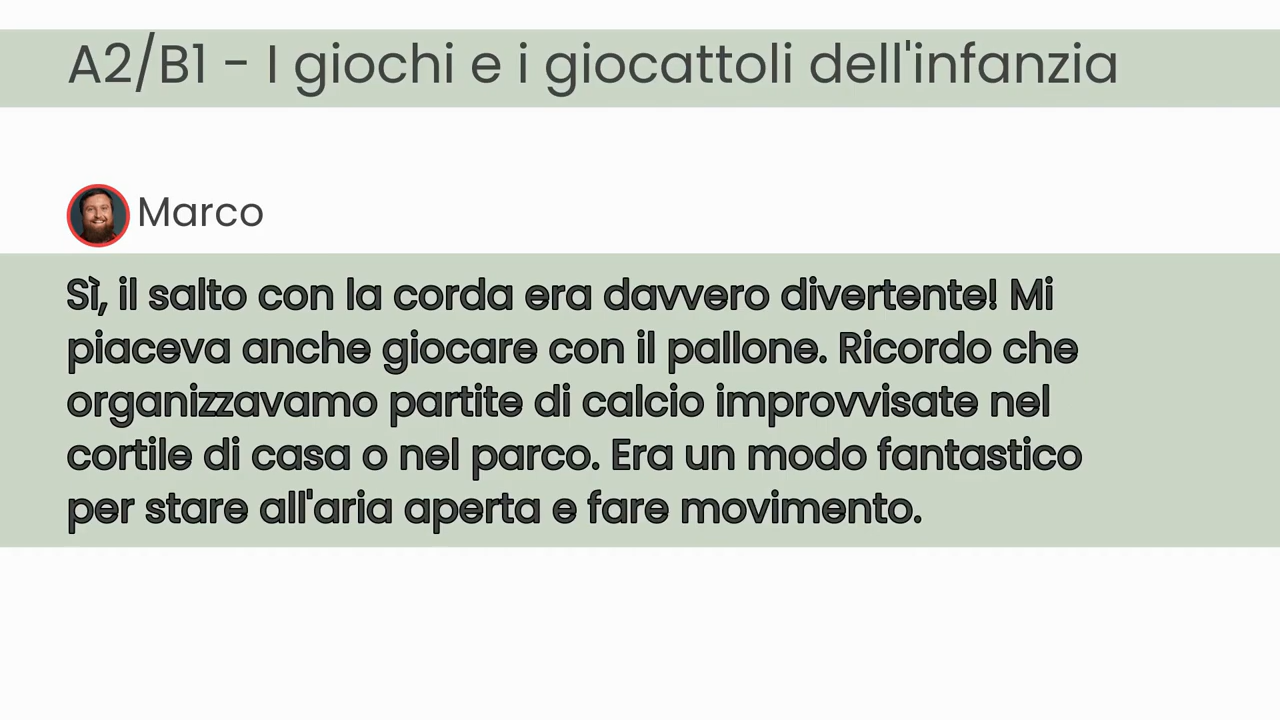 A2/B1 - I giochi e i giocattoli dell'infanzia
Marco
Sì, il salto con la corda era davvero divertente! Mi
piaceva anche giocare con il pallone. Ricordo che
organizzavamo partite di calcio improvvisate nel
cortile di casa o nel parco. Era un modo fantastico
per stare all'aria aperta e fare movimento.